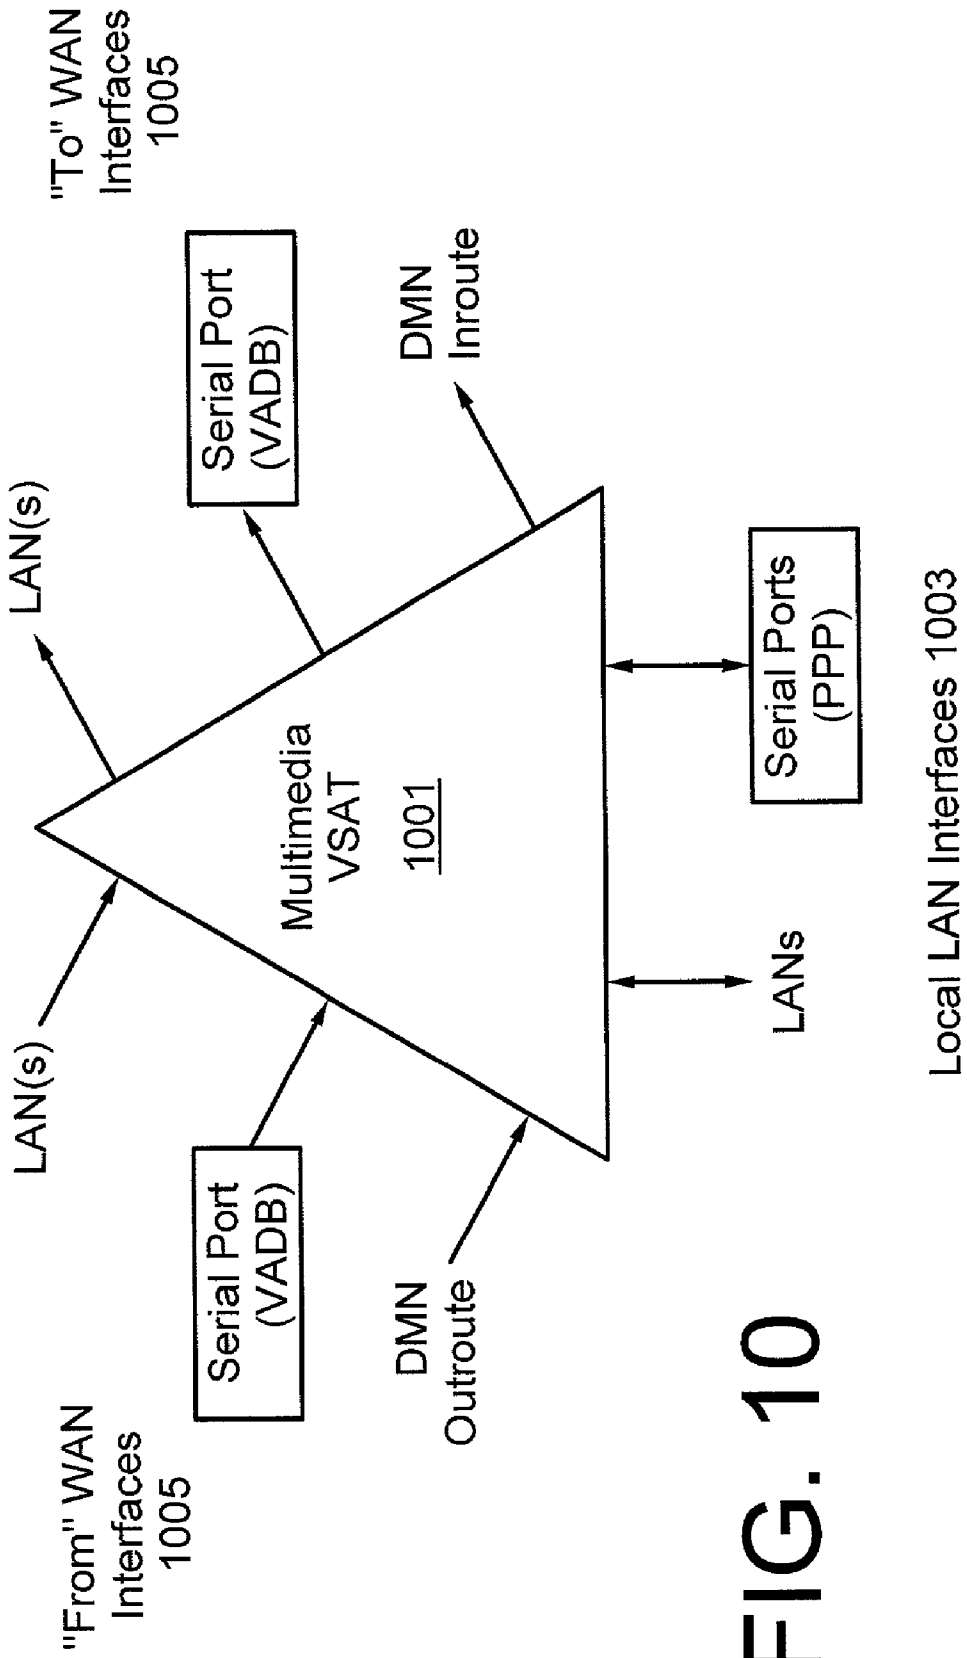 "From" WAN
Interfaces
1005
"To" WAN
Interfaces
1005
LAN(s)
LAN(s)
Serial Port
(VADB)
Serial Port
(VADB)
DMN
Outroute
DMN
Inroute
Multimedia
VSAT
1001
LANs
Serial Ports
(PPP)
Local LAN Interfaces 1003
FIG. 10